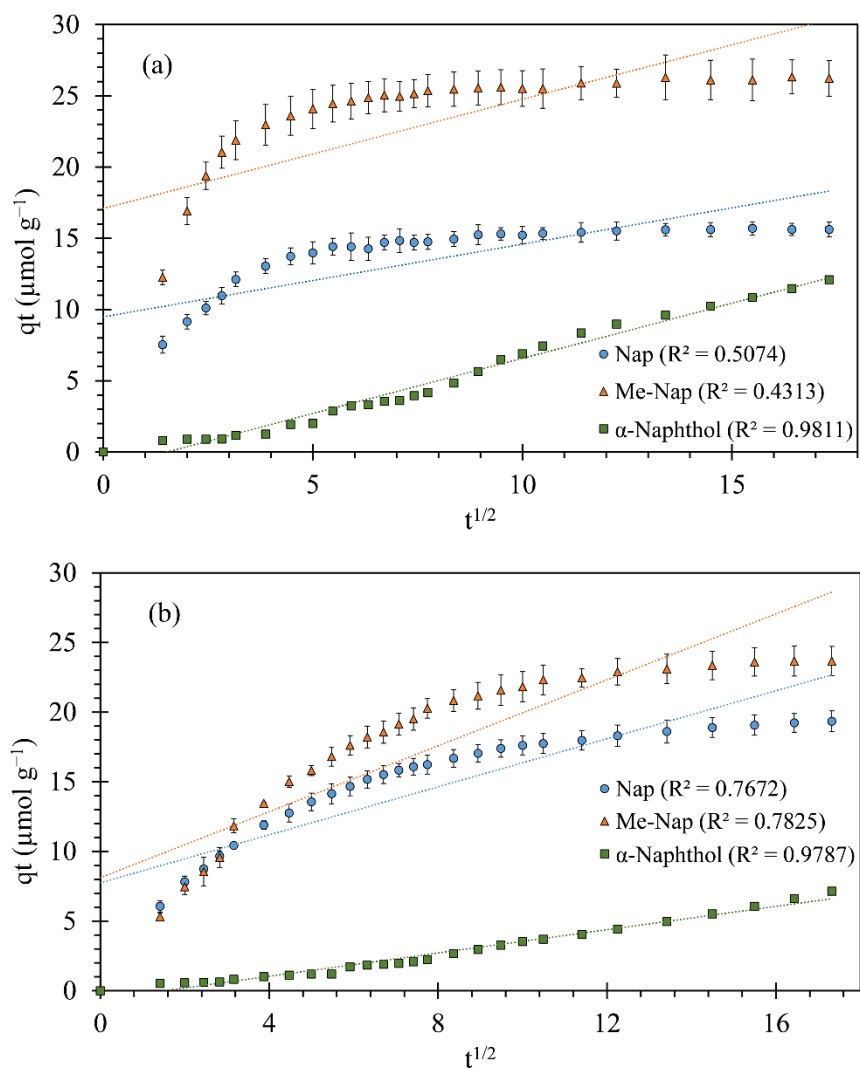 30
(a)
25
20
15
10
5
0
qt (µmol g⁻¹)
Nap (R² = 0.5074)
Me-Nap (R² = 0.4313)
α-Naphthol (R² = 0.9811)
0 5 10 15
t^{1/2}
30
(b)
25
20
15
10
5
0
qt (µmol g⁻¹)
Nap (R² = 0.7672)
Me-Nap (R² = 0.7825)
α-Naphthol (R² = 0.9787)
0 4 8 12 16
t^{1/2}